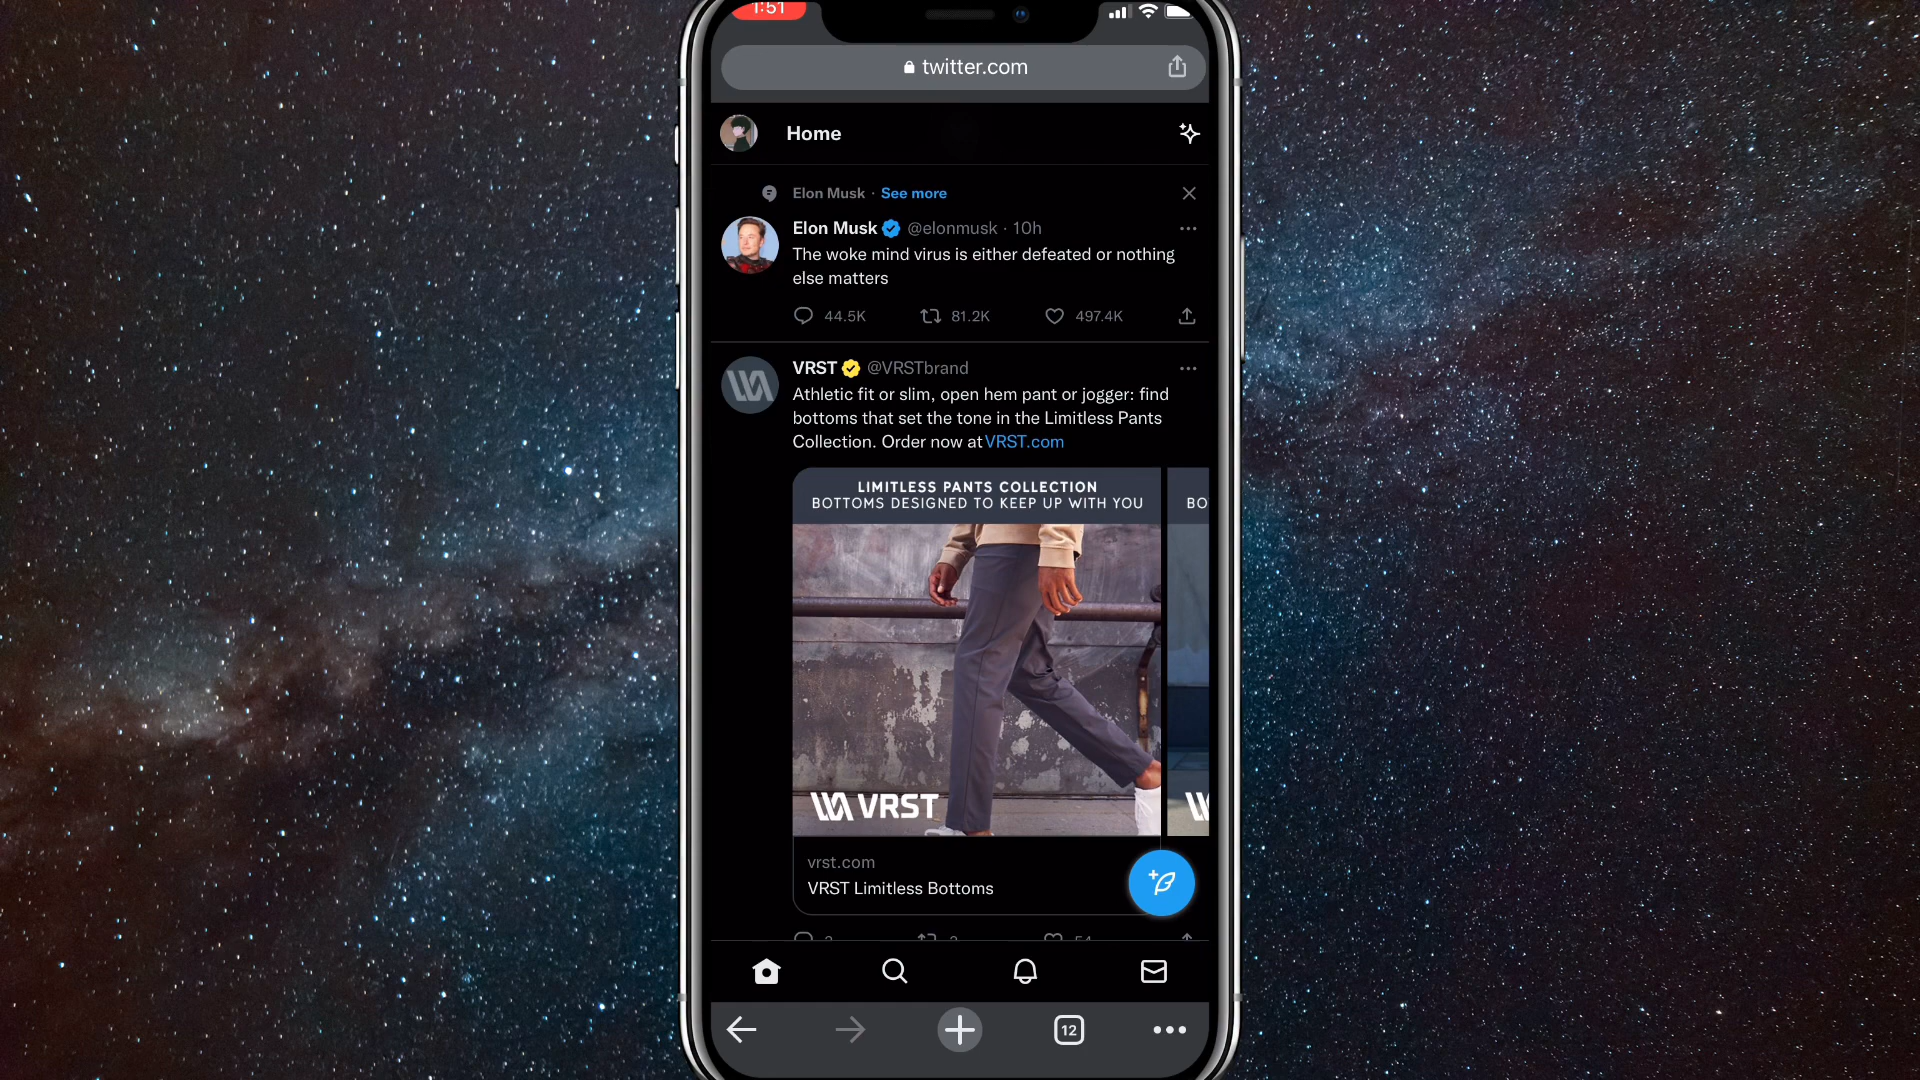 1:51
twitter.com
Home
Elon Musk · See more
Elon Musk @elonmusk · 10h
The woke mind virus is either defeated or nothing
else matters
44.5K 81.2K 497.4K
VRST @VRSTbrand
Athletic fit or slim, open hem pant or jogger: find
bottoms that set the tone in the Limitless Pants
Collection. Order now at VRST.com
LIMITLESS PANTS COLLECTION
BOTTOMS DESIGNED TO KEEP UP WITH YOU
BO
VRST
vrst.com
VRST Limitless Bottoms
12